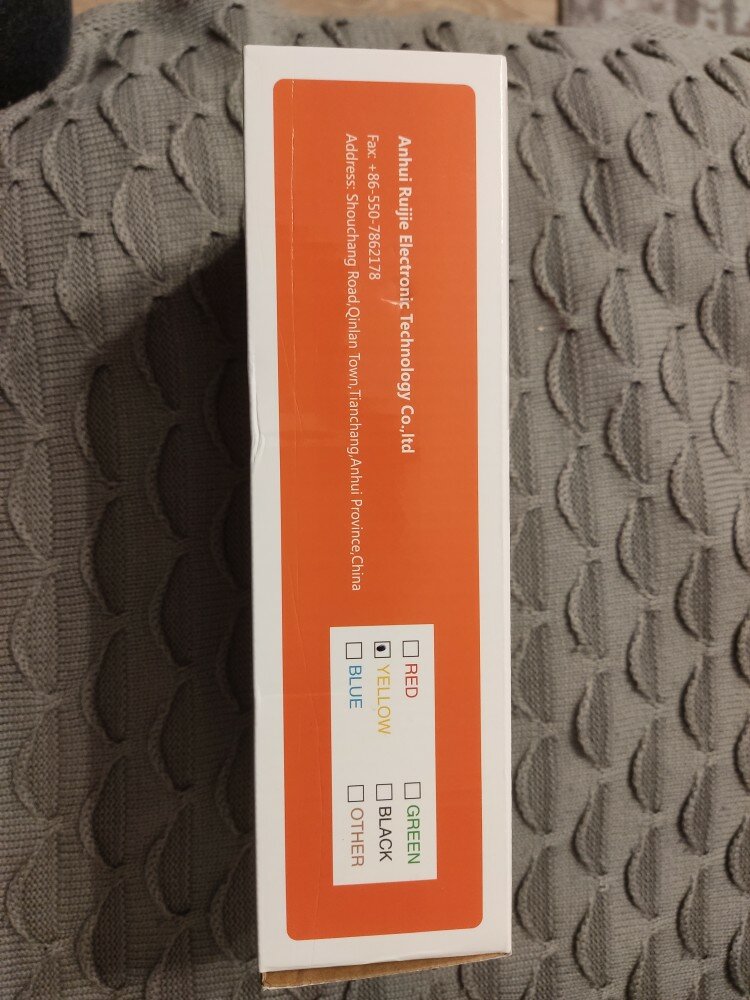 Anhui Ruijie Electronic Technology Co.,ltd
Fax: +86-550-7862178
Address: Shouchang Road,Qinlan Town,Tianchang,Anhui Province,China
RED GREEN
YELLOW BLACK
BLUE OTHER